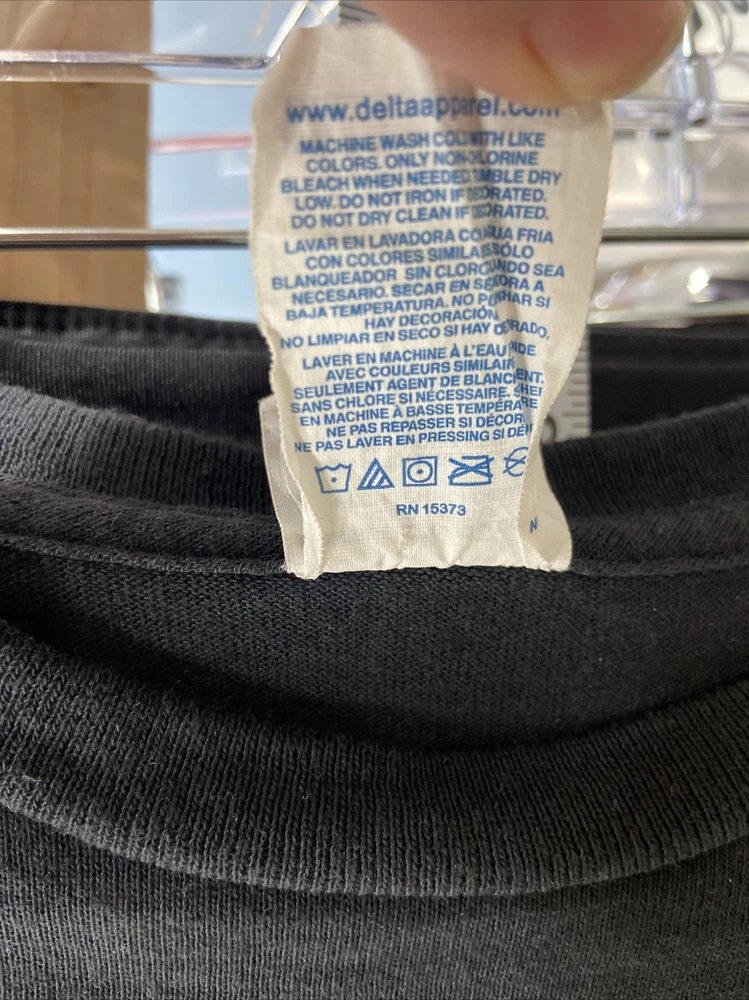 www.deltaapparel.com
MACHINE WASH COLD WITH LIKE
COLORS. ONLY NON-CHLORINE
BLEACH WHEN NEEDED. TUMBLE DRY
LOW. DO NOT IRON IF DECORATED.
DO NOT DRY CLEAN IF DECORATED.
LAVAR EN LAVADORA CON AGUA FRIA
CON COLORES SIMILARES SÓLO
BLANQUEADOR SIN CLORO CUANDO SEA
NECESARIO. SECAR EN SECADORA A
BAJA TEMPERATURA. NO PLANCHAR SI
HAY DECORACIÓN.
NO LIMPIAR EN SECO SI HAY DECORADO.
LAVER EN MACHINE À L'EAU FROIDE
AVEC COULEURS SIMILAIRES
SEULEMENT AGENT DE BLANCHIMENT.
SANS CHLORE SI NÉCESSAIRE. SÉCHER
EN MACHINE À BASSE TEMPÉRATURE
NE PAS REPASSER SI DÉCOR
NE PAS LAVER EN PRESSING SI
RN 15373